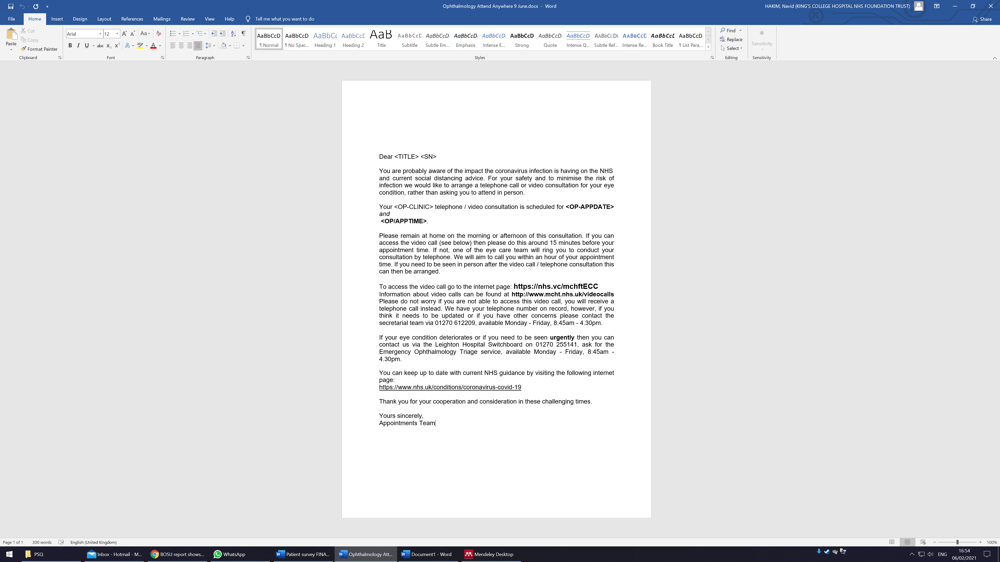 Ophthalmology Attend Anywhere 9 June.docx - Word
HAKIM, Navid (KING'S COLLEGE HOSPITAL NHS FOUNDATION TRUST)
File Home Insert Design Layout References Mailings Review View Help Tell me what you want to do
Share
Paste
Cut
Copy
Format Painter
Clipboard
Arial 12
Font
Paragraph
AaBbCcD AaBbCcD AaBbCc AaBbCcC AaB AaBbCcD AaBbCcD AaBbCcD AaBbCcD AaBbCcD AaBbCcD AaBbCcD AaBbCcDd AaBbCcD AaBbCcD AaBbCcD
¶ Normal ¶ No Spac... Heading 1 Heading 2 Title Subtitle Subtle Em... Emphasis Intense E... Strong Quote Intense Q... Subtle Ref... Intense Re... Book Title ¶ List Para...
Styles
Find
Replace
Select
Editing
Sensitivity
Sensitivity
Dear <TITLE> <SN>
You are probably aware of the impact the coronavirus infection is having on the NHS
and current social distancing advice. For your safety and to minimise the risk of
infection we would like to arrange a telephone call or video consultation for your eye
condition, rather than asking you to attend in person.
Your <OP-CLINIC> telephone / video consultation is scheduled for <OP-APPDATE>
and
<OP/APPTIME>.
Please remain at home on the morning or afternoon of this consultation. If you can
access the video call (see below) then please do this around 15 minutes before your
appointment time. If not, one of the eye care team will ring you to conduct your
consultation by telephone. We will aim to call you within an hour of your appointment
time. If you need to be seen in person after the video call / telephone consultation this
can then be arranged.
To access the video call go to the internet page: https://nhs.vc/mchftECC
Information about video calls can be found at http://www.mcht.nhs.uk/videocalls
Please do not worry if you are not able to access this video call, you will receive a
telephone call instead. We have your telephone number on record, however, if you
think it needs to be updated or if you have other concerns please contact the
secretarial team via 01270 612209, available Monday - Friday, 8:45am - 4.30pm.
If your eye condition deteriorates or if you need to be seen urgently then you can
contact us via the Leighton Hospital Switchboard on 01270 255141, ask for the
Emergency Ophthalmology Triage service, available Monday - Friday, 8:45am -
4.30pm.
You can keep up to date with current NHS guidance by visiting the following internet
page:
https://www.nhs.uk/conditions/coronavirus-covid-19
Thank you for your cooperation and consideration in these challenging times.
Yours sincerely,
Appointments Team
Page 1 of 1 300 words English (United Kingdom)
100%
PSQ Inbox - Hotmail - M... BOSU report shows... WhatsApp Patient survey FINA... Ophthalmology Att... Document1 - Word Mendeley Desktop
ENG
16:54
06/02/2021